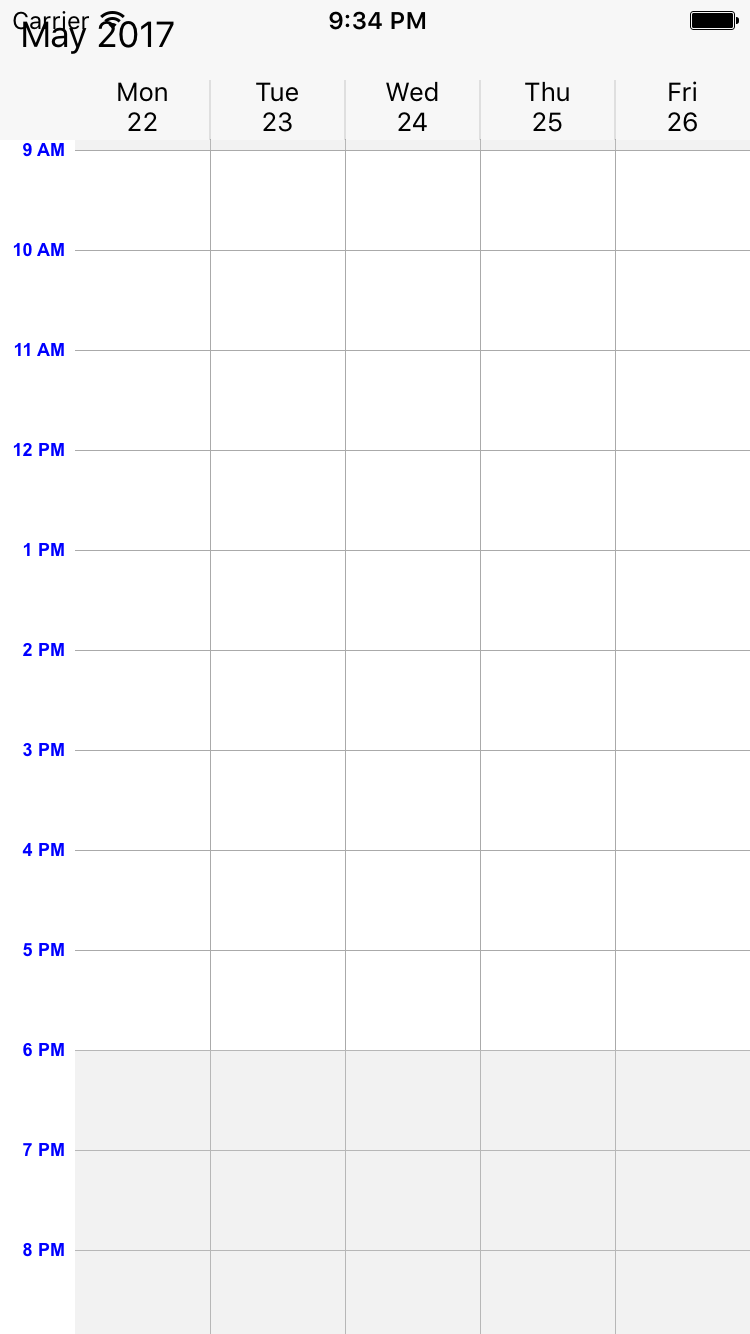 Carrier 9:34 PM
May 2017
Mon Tue Wed Thu Fri
22 23 24 25 26
9 AM
10 AM
11 AM
12 PM
1 PM
2 PM
3 PM
4 PM
5 PM
6 PM
7 PM
8 PM